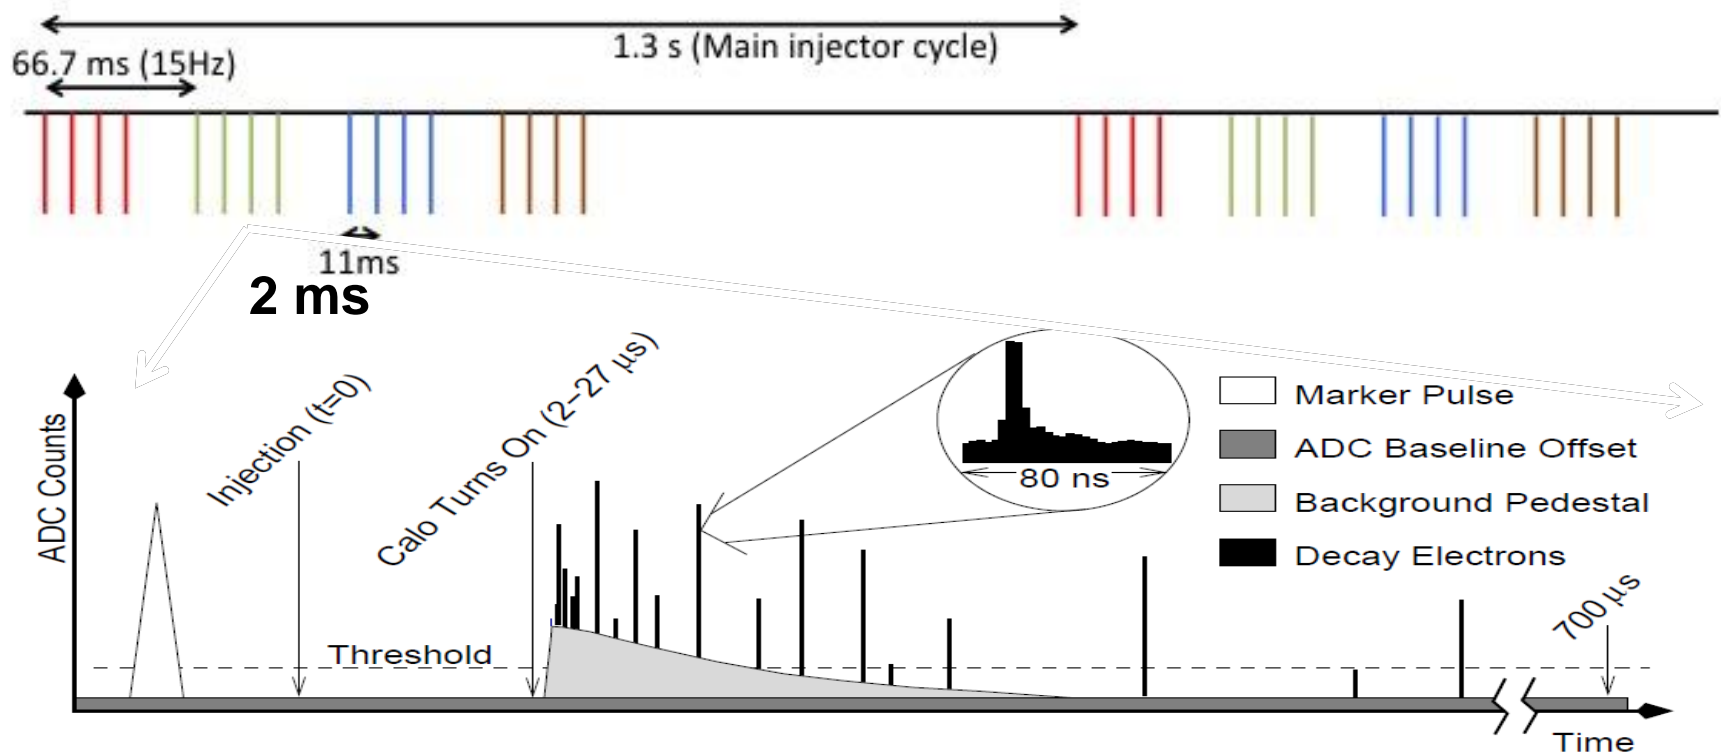 1.3 s (Main injector cycle)
66.7 ms (15Hz)
11ms
2 ms
ADC Counts
Injection (t=0)
Calo Turns On (2−27 μs)
80 ns
Marker Pulse
ADC Baseline Offset
Background Pedestal
Decay Electrons
Threshold
700 μs
Time